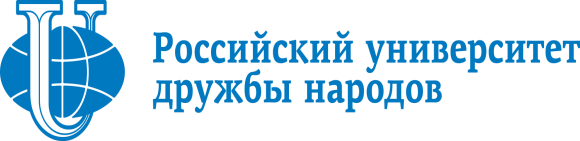 Российский университет
дружбы народов